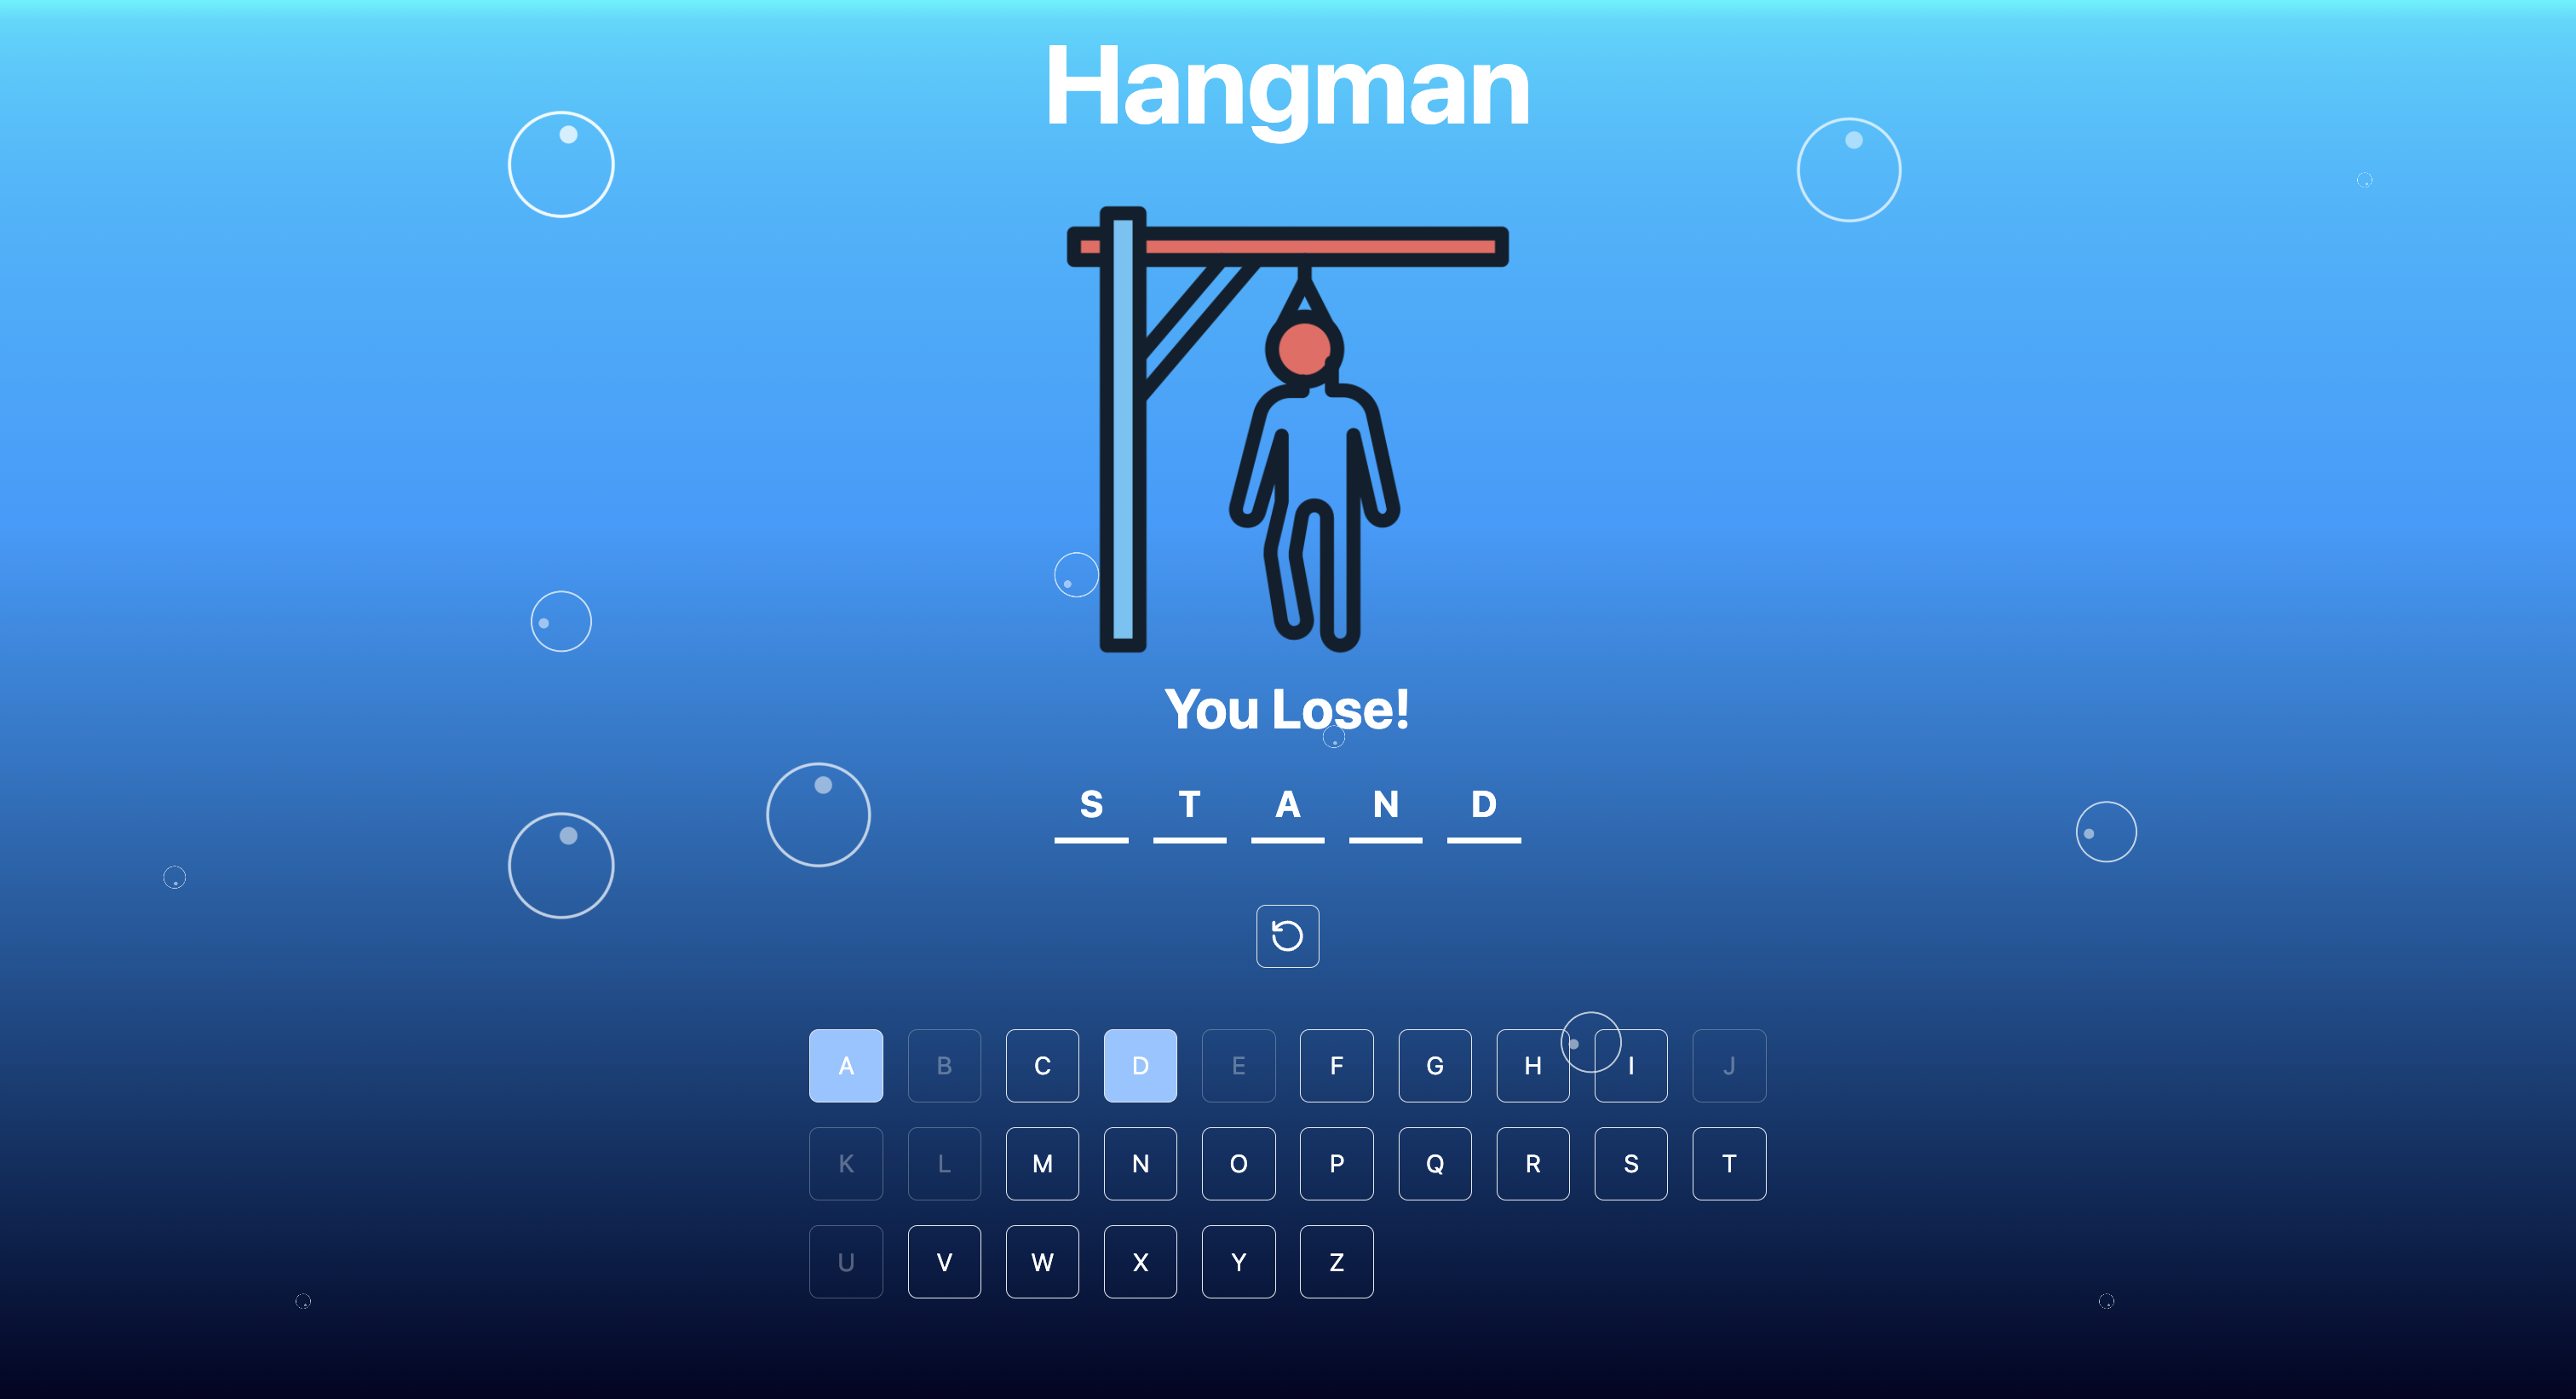 Hangman
You Lose!
S T A N D
A B C D E F G H I J
K L M N O P Q R S T
U V W X Y Z